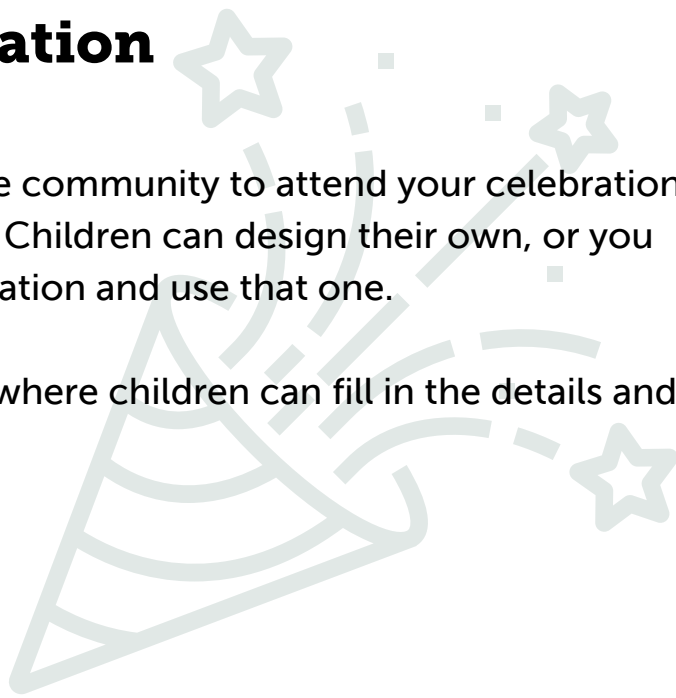 ation
e community to attend your celebration
Children can design their own, or you
ation and use that one.
where children can fill in the details and